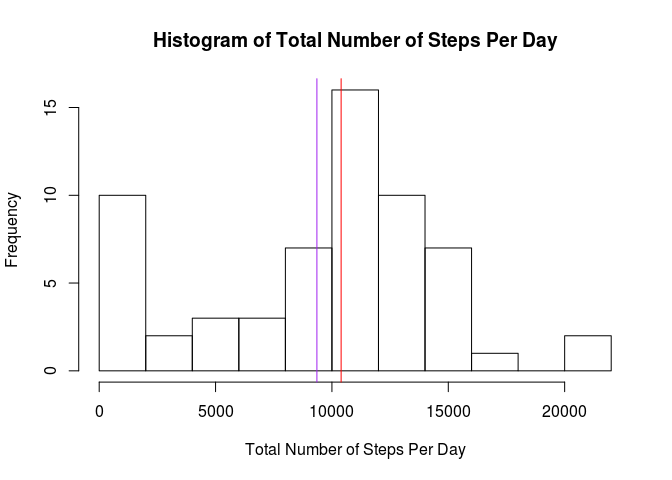 Histogram of Total Number of Steps Per Day
Frequency
15
10
5
0
0 5000 10000 15000 20000
Total Number of Steps Per Day